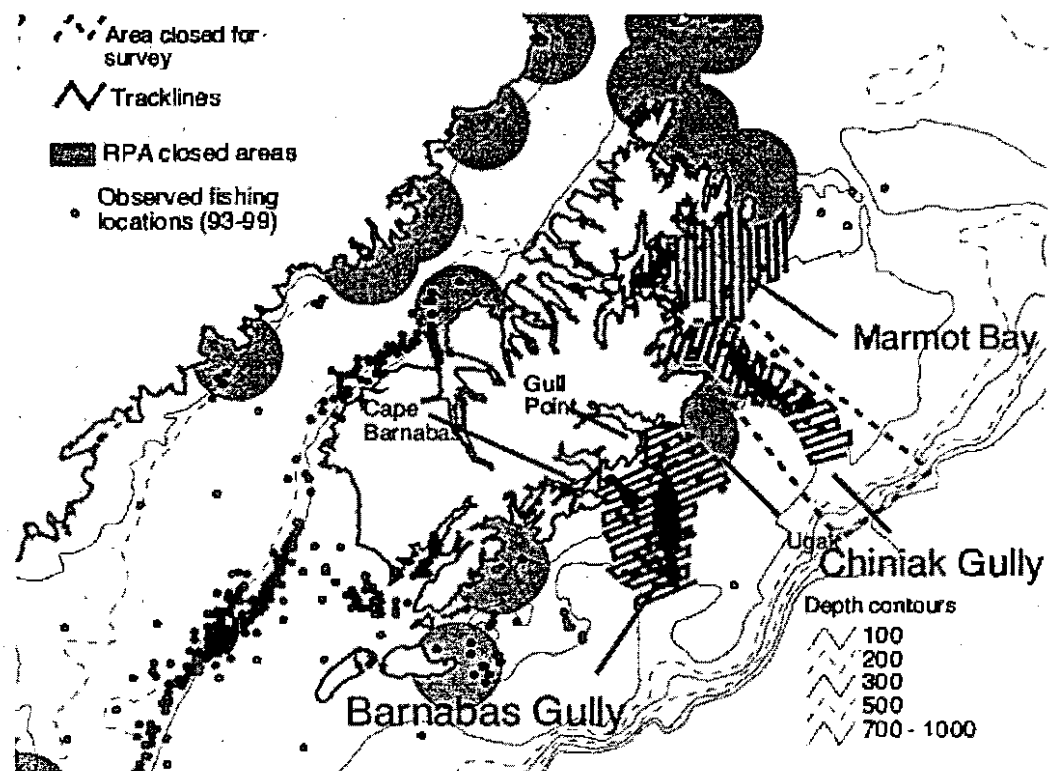 Area closed for
survey
Tracklines
RPA closed areas
Observed fishing
locations (93-99)
Marmot Bay
Gull
Point
Cape
Barnabas
Ugak
Chiniak Gully
Barnabas Gully
Depth contours
100
200
300
500
700 - 1000